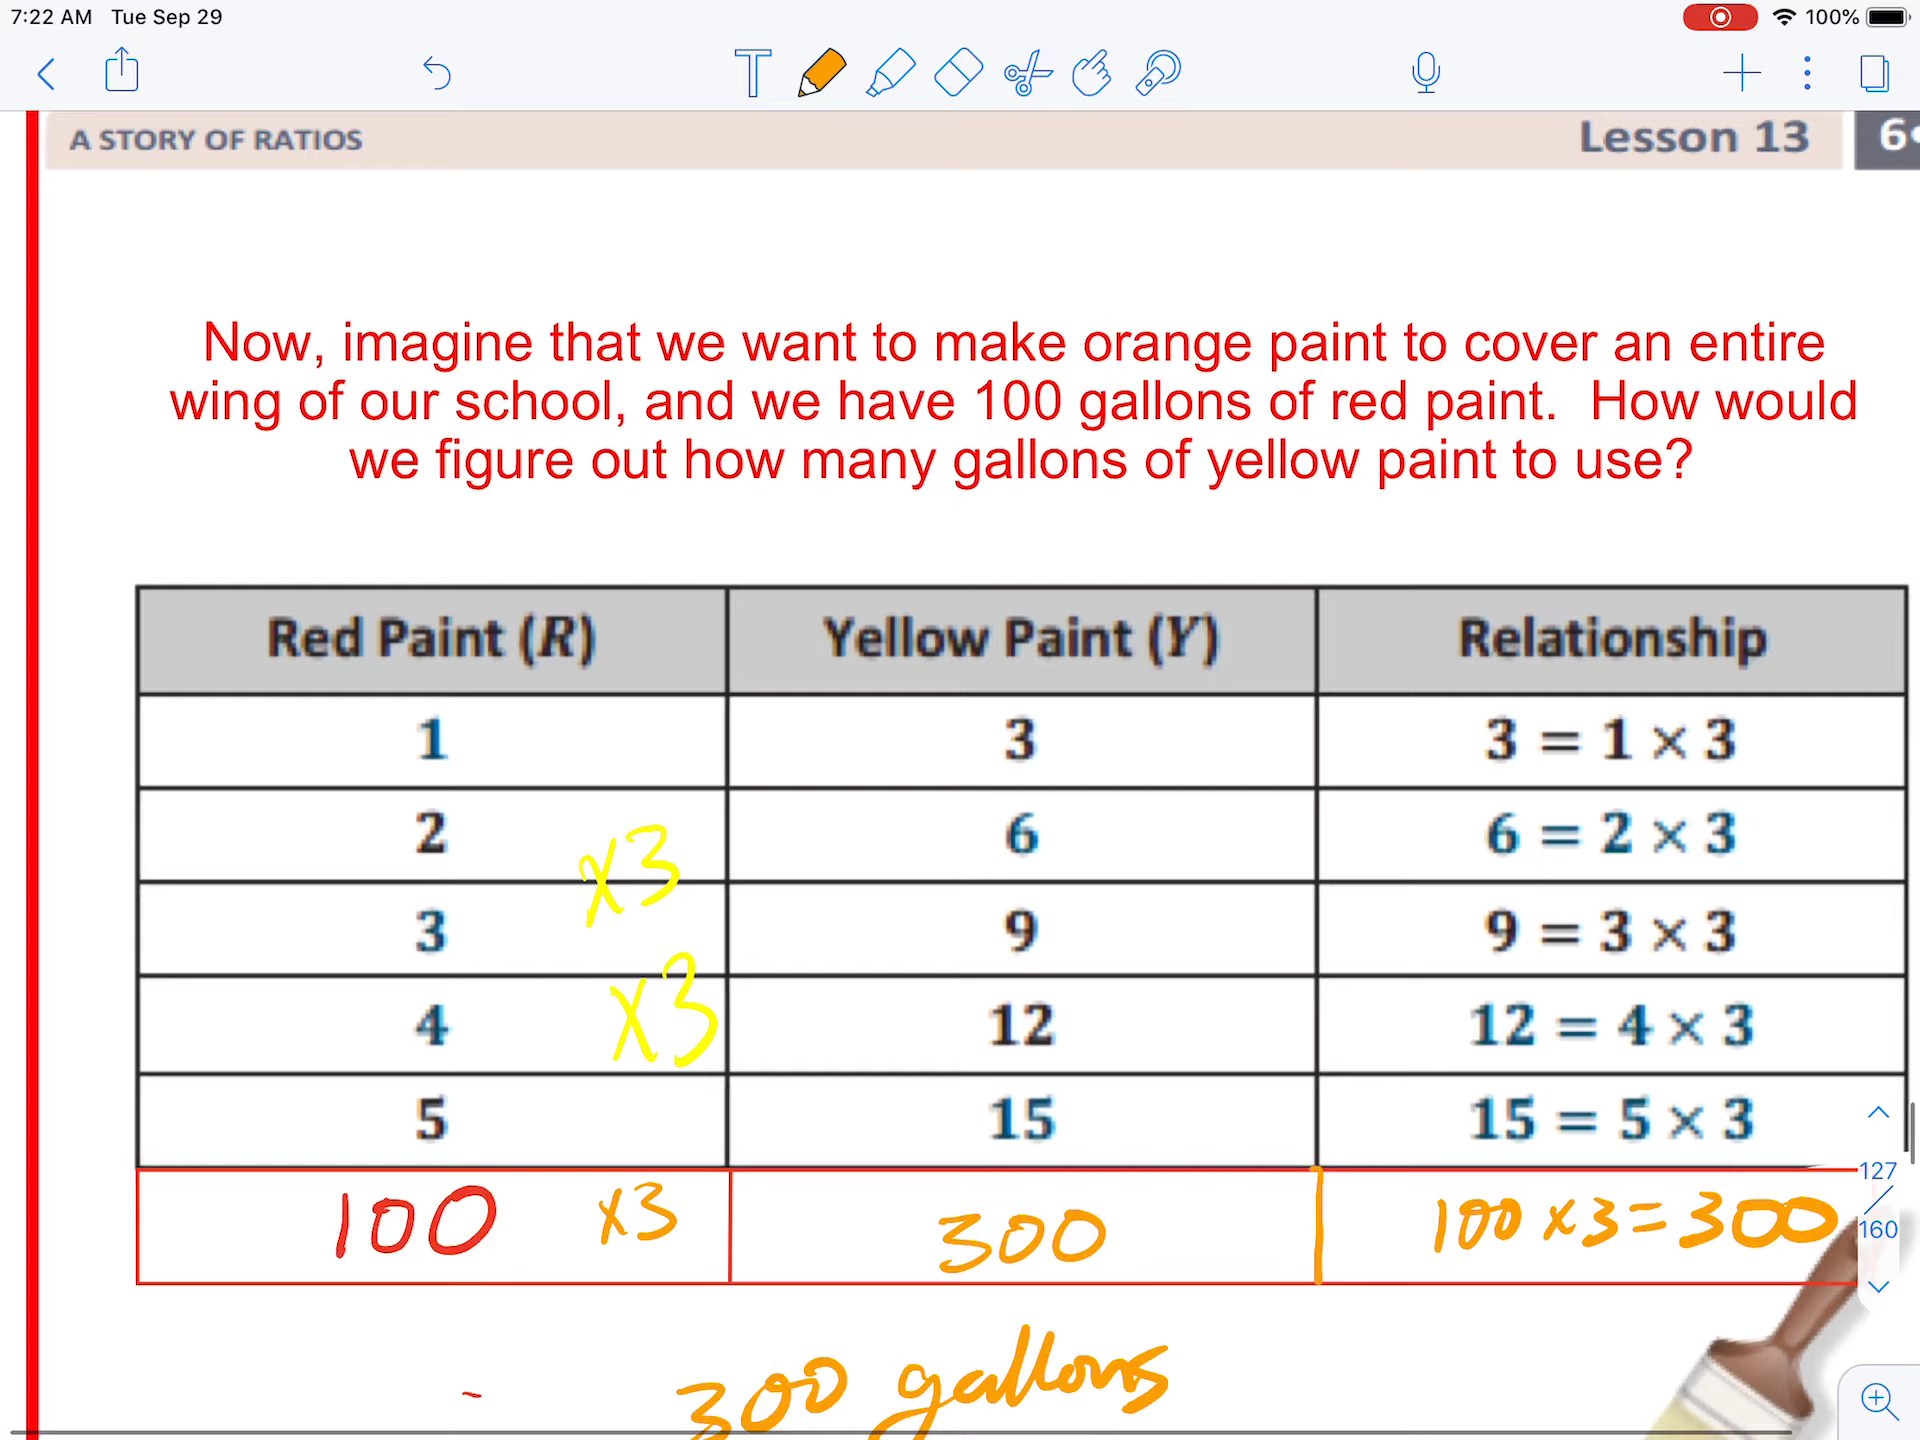 7:22 AM Tue Sep 29 100%
T
A STORY OF RATIOS Lesson 13 6•
Now, imagine that we want to make orange paint to cover an entire
wing of our school, and we have 100 gallons of red paint. How would
we figure out how many gallons of yellow paint to use?
Red Paint (R) Yellow Paint (Y) Relationship
1 3 3 = 1 × 3
2 6 6 = 2 × 3
x3
3 9 9 = 3 × 3
4 x3 12 12 = 4 × 3
5 15 15 = 5 × 3
100 x3 300 100 x 3 = 300
127
160
300 gallons